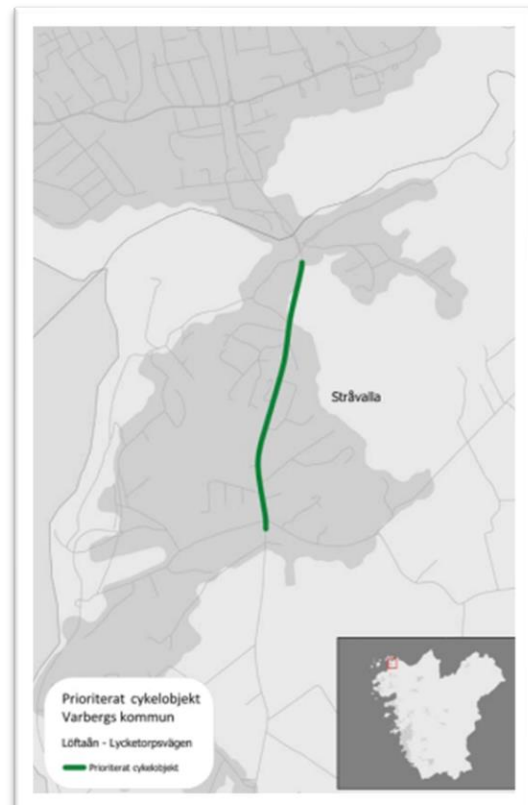 Stråvalla
Prioriterat cykelobjekt
Varbergs kommun
Löftaån - Lycketorpsvägen
Prioriterat cykelobjekt